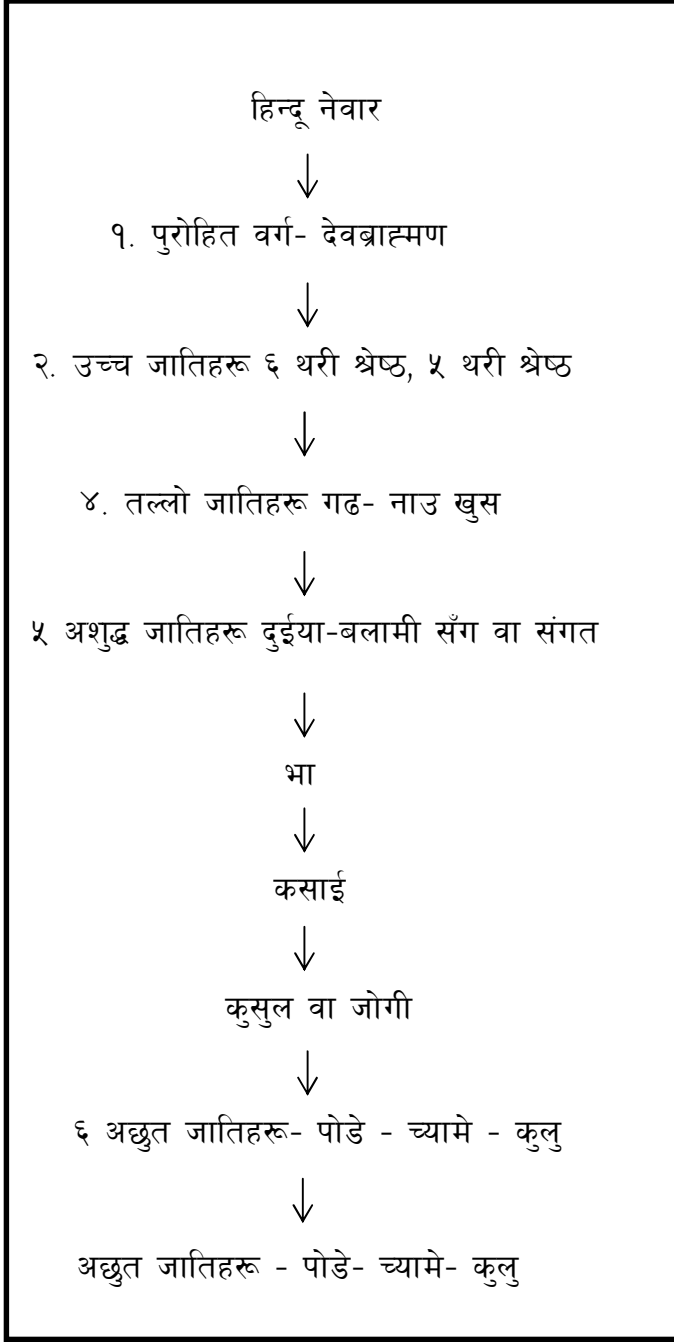 हिन्दू नेवार
१. पुरोहित वर्ग- देवब्राह्मण
२. उच्च जातिहरू ६ थरी श्रेष्ठ, ५ थरी श्रेष्ठ
४. तल्लो जातिहरू गढ- नाउ खुस
५ अशुद्ध जातिहरू दुईया-बलामी सँग वा संगत
भा
कसाई
कुसुल वा जोगी
६ अछुत जातिहरू- पोडे - च्यामे - कुलु
अछुत जातिहरू - पोडे- च्यामे- कुलु